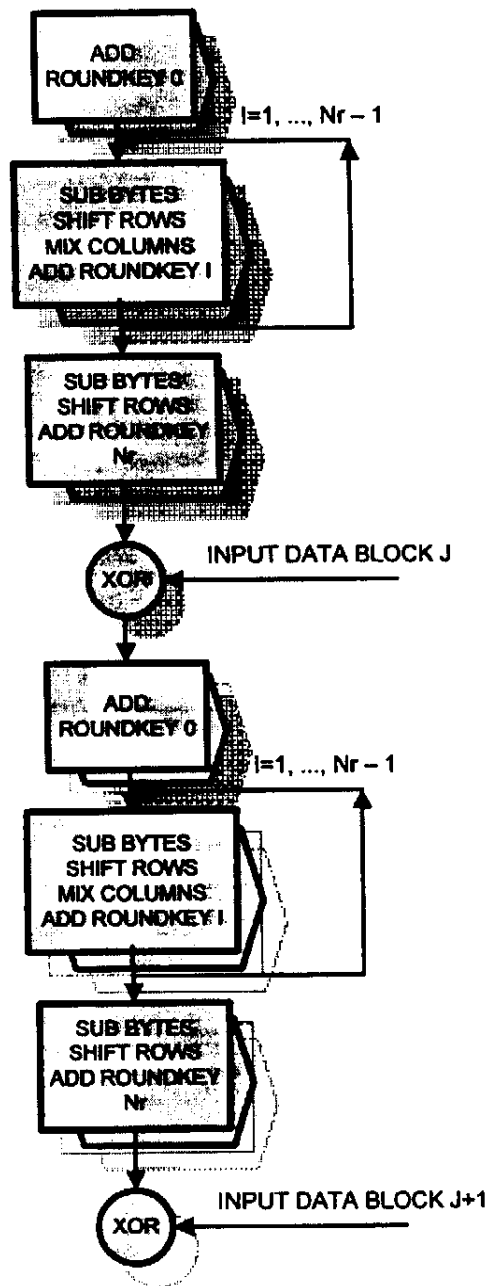 ADD
ROUNDKEY 0
I=1, ..., Nr – 1
SUB BYTES
SHIFT ROWS
MIX COLUMNS
ADD ROUNDKEY I
SUB BYTES
SHIFT ROWS
ADD ROUNDKEY
Nr
INPUT DATA BLOCK J
XOR
ADD
ROUNDKEY 0
I=1, ..., Nr – 1
SUB BYTES
SHIFT ROWS
MIX COLUMNS
ADD ROUNDKEY I
SUB BYTES
SHIFT ROWS
ADD ROUNDKEY
Nr
INPUT DATA BLOCK J+1
XOR